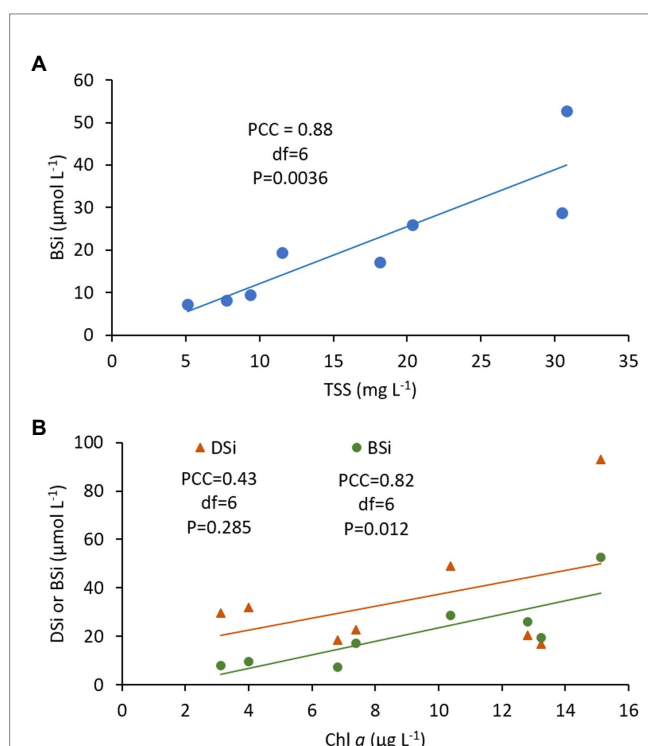 A
60
50
40
30
20
10
0
BSi (µmol L⁻¹)
PCC = 0.88
df=6
P=0.0036
0 5 10 15 20 25 30 35
TSS (mg L⁻¹)
B
100
80
60
40
20
0
DSi or BSi (µmol L⁻¹)
DSi BSi
PCC=0.43 PCC=0.82
df=6 df=6
P=0.285 P=0.012
0 2 4 6 8 10 12 14 16
Chl a (µg L⁻¹)